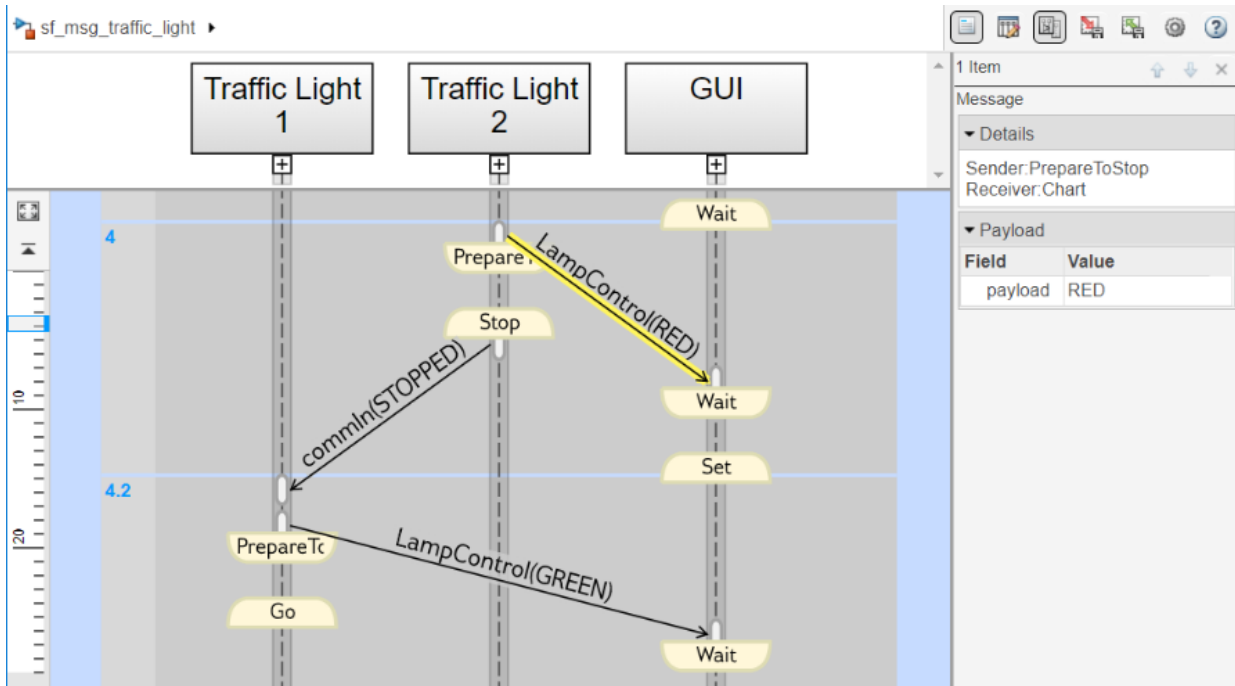 sf_msg_traffic_light
Traffic Light
1
Traffic Light
2
GUI
1 Item
Message
Details
Sender:PrepareToStop
Receiver:Chart
Payload
Field Value
payload RED
Wait
4
LampControl(RED)
Stop
commIn(STOPPED)
Wait
10
Set
4.2
20
PrepareTo
LampControl(GREEN)
Go
Wait